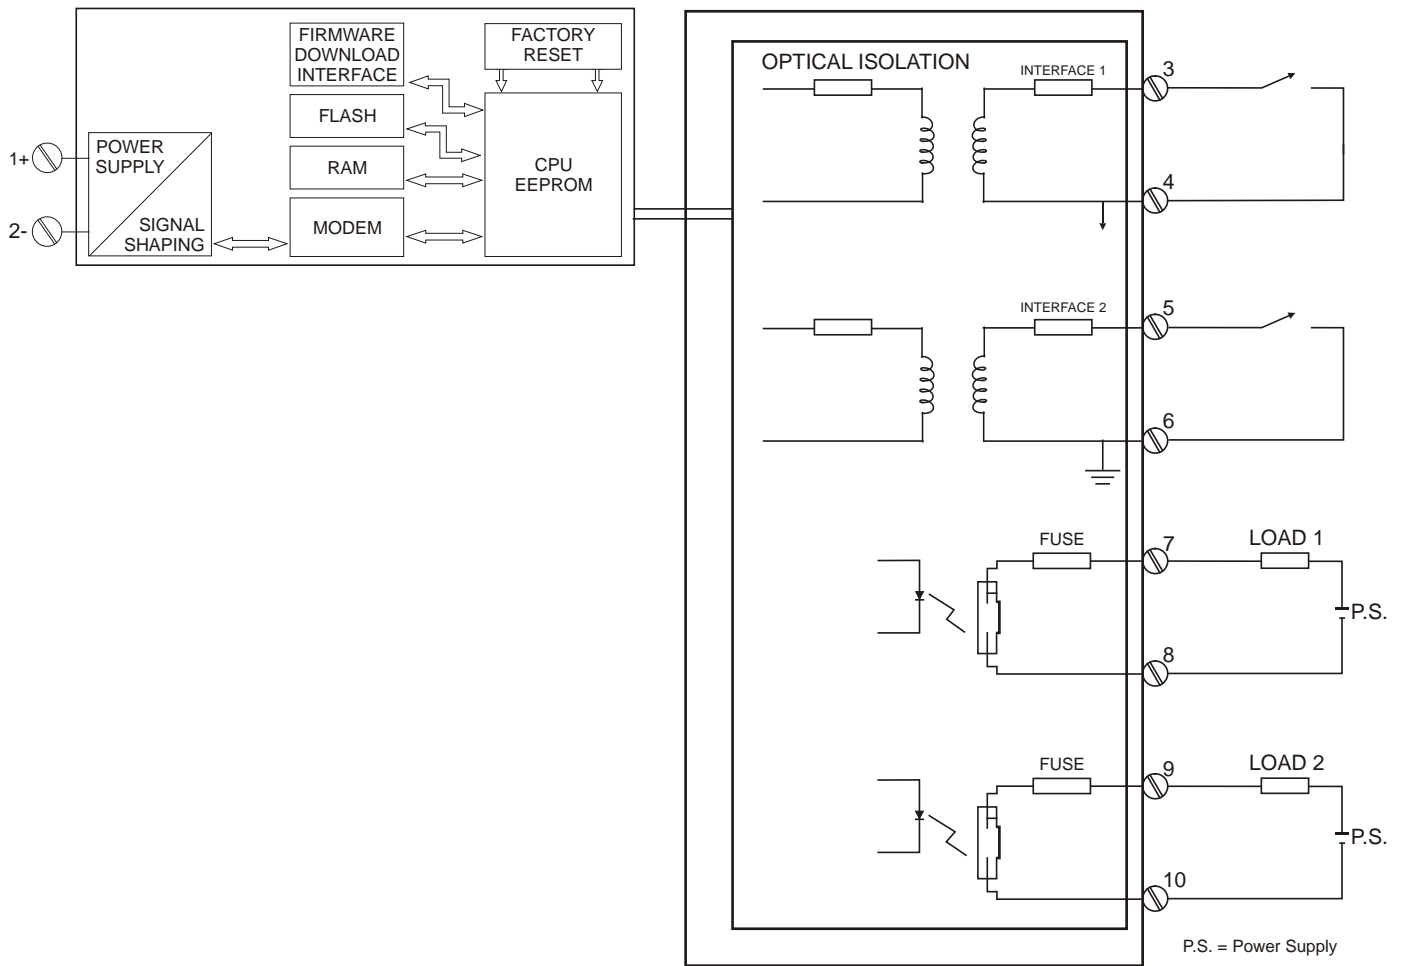 FIRMWARE
DOWNLOAD
INTERFACE
FACTORY
RESET
FLASH
RAM
MODEM
CPU
EEPROM
1+
2-
POWER
SUPPLY
SIGNAL
SHAPING
OPTICAL ISOLATION
INTERFACE 1
3
4
INTERFACE 2
5
6
FUSE
7
LOAD 1
P.S.
8
FUSE
9
LOAD 2
P.S.
10
P.S. = Power Supply